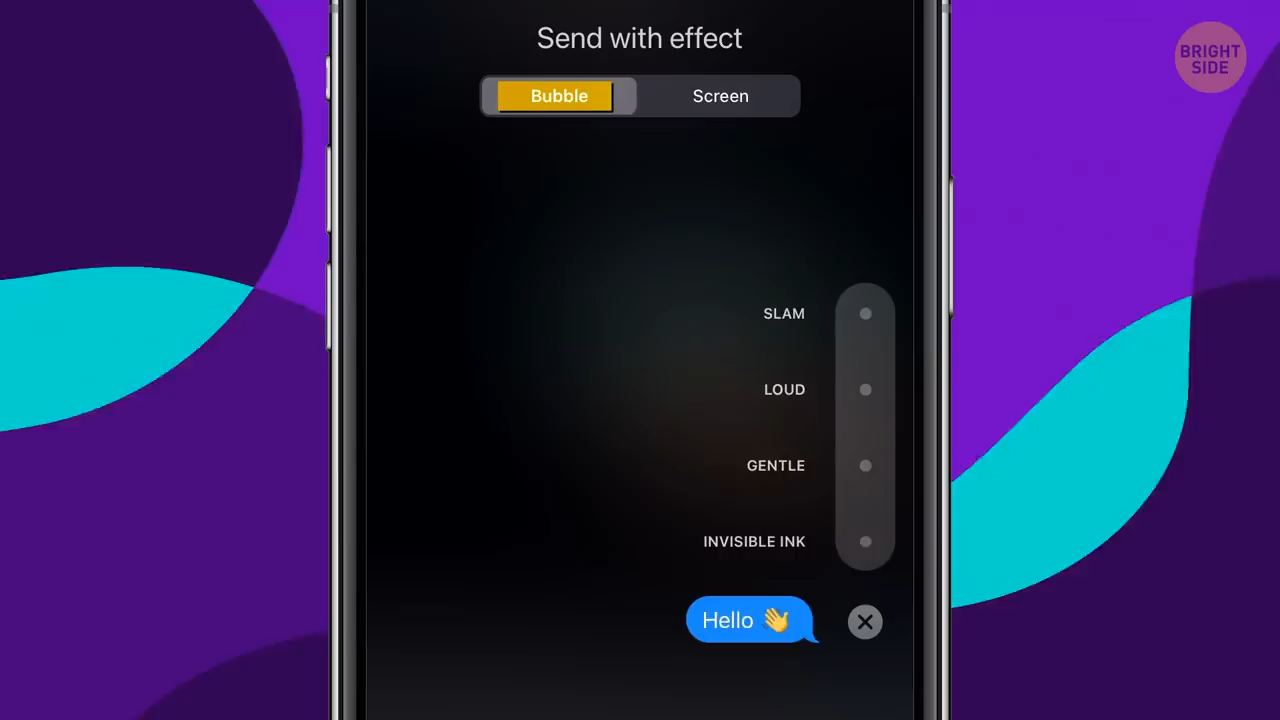 Send with effect
BRIGHT
SIDE
Bubble
Screen
SLAM
LOUD
GENTLE
INVISIBLE INK
Hello 👋